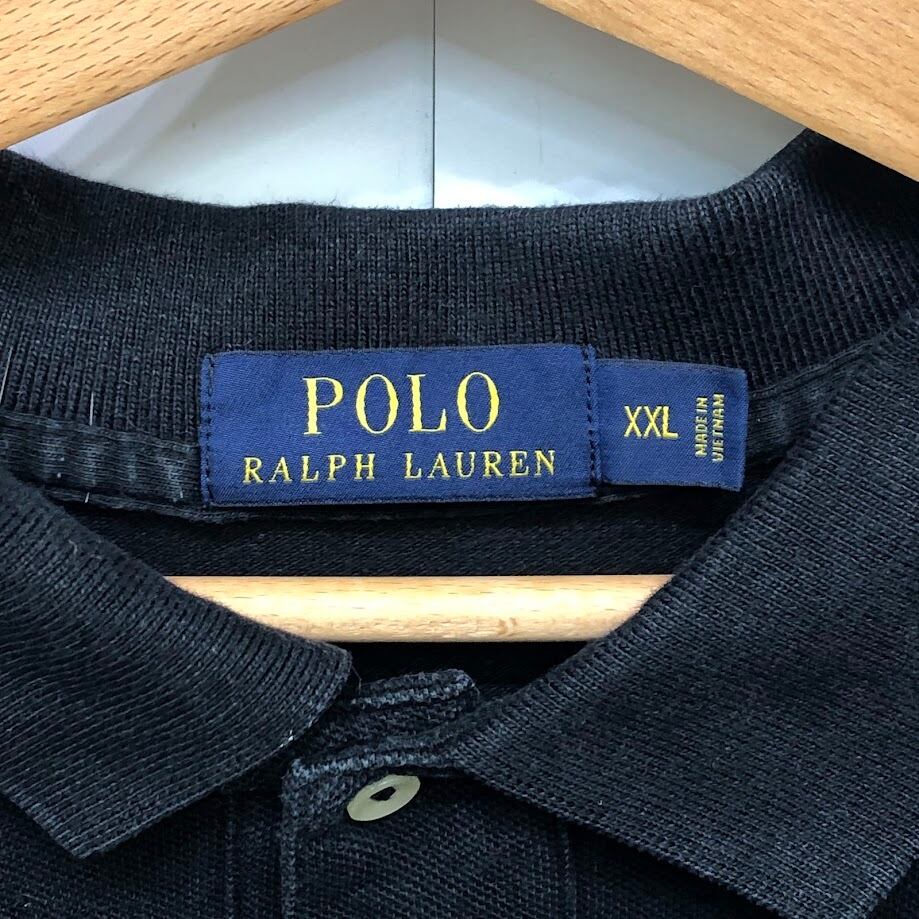 POLO
RALPH LAUREN
XXL
MADE IN
VIETNAM